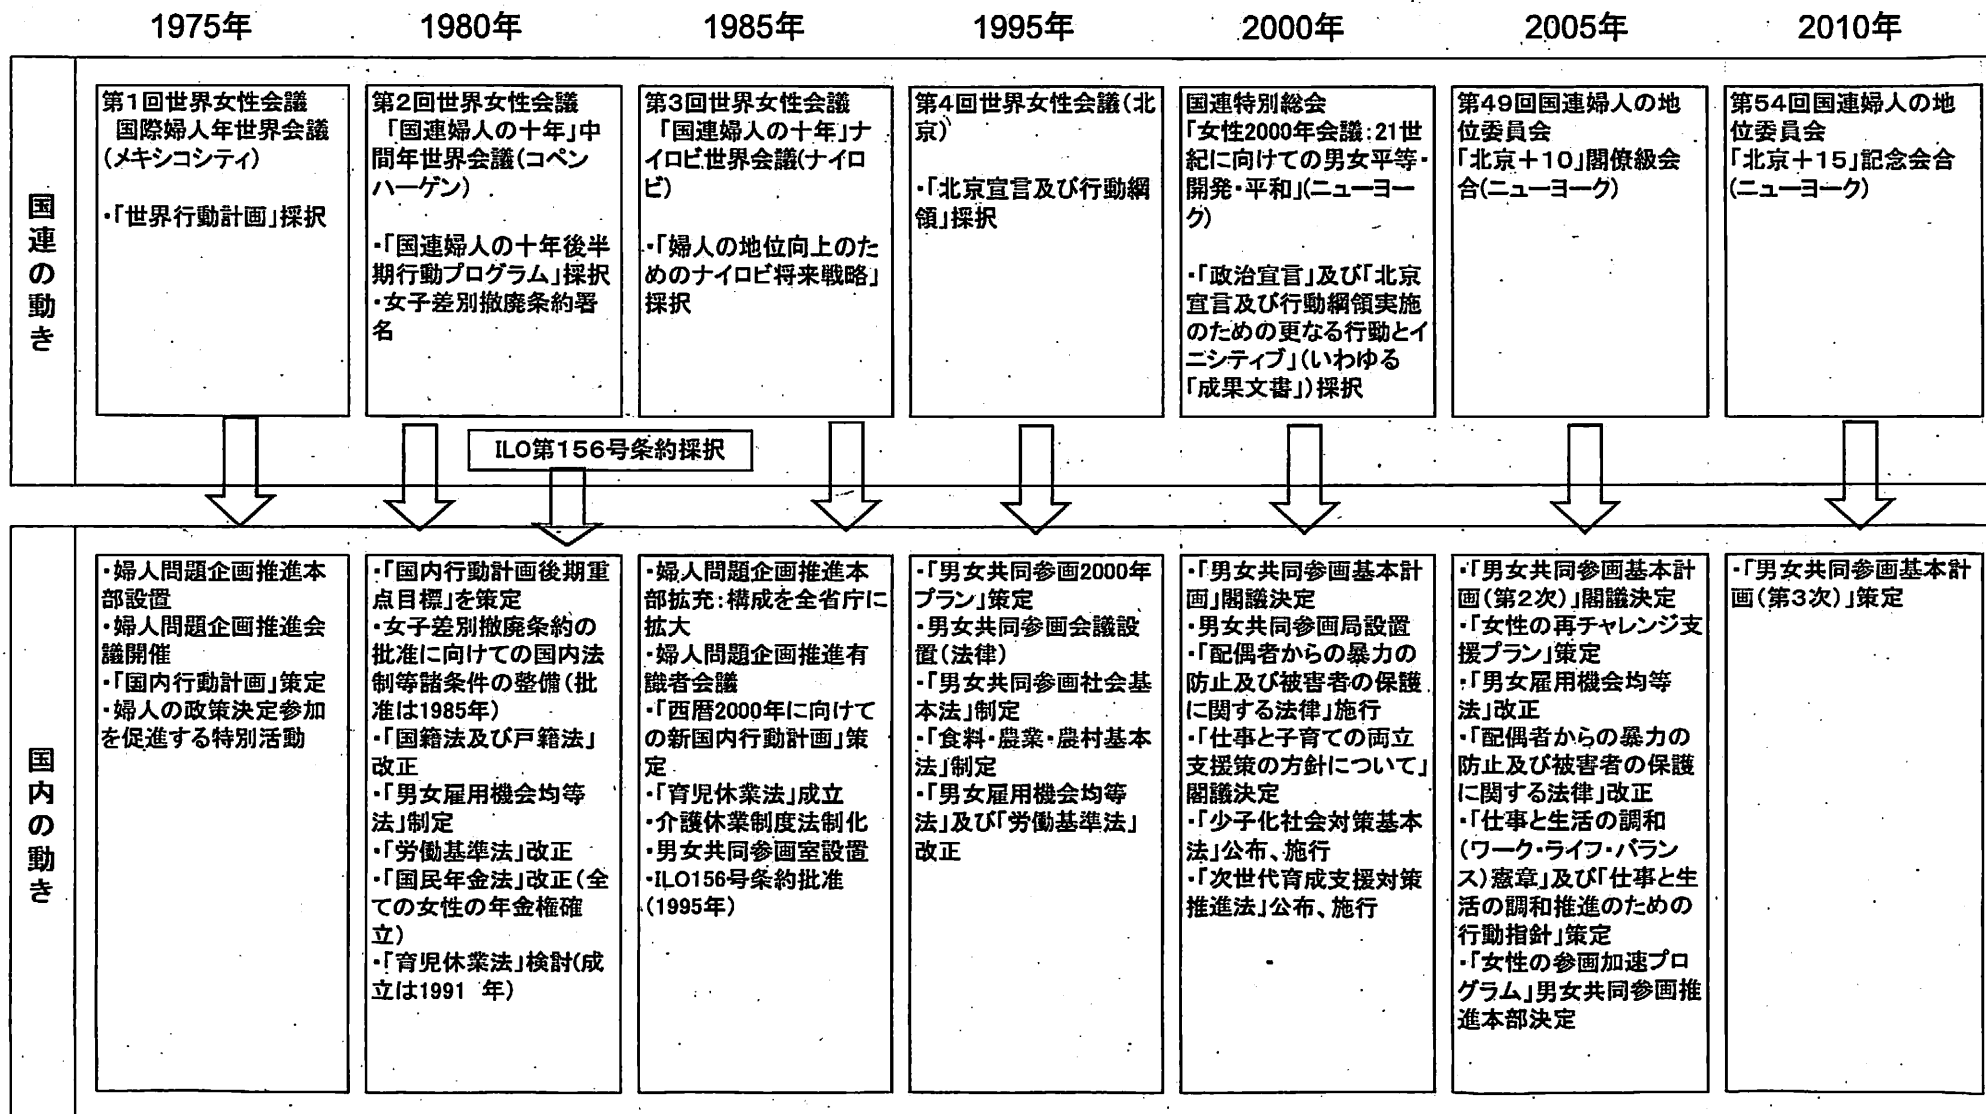 1975年
1980年
1985年
1995年
2000年
2005年
2010年
国連の動き
第1回世界女性会議
国際婦人年世界会議
(メキシコシティ)
・「世界行動計画」採択
第2回世界女性会議
「国連婦人の十年」中
間年世界会議(コペン
ハーゲン)
・「国連婦人の十年後半
期行動プログラム」採択
・女子差別撤廃条約署
名
第3回世界女性会議
「国連婦人の十年」ナ
イロビ世界会議(ナイロ
ビ)
・「婦人の地位向上のた
めのナイロビ将来戦略」
採択
第4回世界女性会議(北
京)
・「北京宣言及び行動綱
領」採択
国連特別総会
「女性2000年会議:21世
紀に向けての男女平等・
開発・平和」(ニューヨー
ク)
・「政治宣言」及び「北京
宣言及び行動綱領実施
のための更なる行動とイ
ニシティブ」(いわゆる
「成果文書」)採択
第49回国連婦人の地
位委員会
「北京+10」閣僚級会
合(ニューヨーク)
第54回国連婦人の地
位委員会
「北京+15」記念会合
(ニューヨーク)
ILO第156号条約採択
国内の動き
・婦人問題企画推進本
部設置
・婦人問題企画推進会
議開催
・「国内行動計画」策定
・婦人の政策決定参加
を促進する特別活動
・「国内行動計画後期重
点目標」を策定
・女子差別撤廃条約の
批准に向けての国内法
制等諸条件の整備(批
准は1985年)
・「国籍法及び戸籍法」
改正
・「男女雇用機会均等
法」制定
・「労働基準法」改正
・「国民年金法」改正(全
ての女性の年金権確
立)
・「育児休業法」検討(成
立は1991 年)
・婦人問題企画推進本
部拡充:構成を全省庁に
拡大
・婦人問題企画推進有
識者会議
・「西暦2000年に向けて
の新国内行動計画」策
定
・「育児休業法」成立
・介護休業制度法制化
・男女共同参画室設置
・ILO156号条約批准
(1995年)
・「男女共同参画2000年
プラン」策定
・男女共同参画会議設
置(法律)
・「男女共同参画社会基
本法」制定
・「食料・農業・農村基本
法」制定
・「男女雇用機会均等
法」及び「労働基準法」
改正
・「男女共同参画基本計
画」閣議決定
・男女共同参画局設置
・「配偶者からの暴力の
防止及び被害者の保護
に関する法律」施行
・「仕事と子育ての両立
支援策の方針について」
閣議決定
・「少子化社会対策基本
法」公布、施行
・「次世代育成支援対策
推進法」公布、施行
・「男女共同参画基本計
画(第2次)」閣議決定
・「女性の再チャレンジ支
援プラン」策定
・「男女雇用機会均等
法」改正
・「配偶者からの暴力の
防止及び被害者の保護
に関する法律」改正
・「仕事と生活の調和
(ワーク・ライフ・バラン
ス)憲章」及び「仕事と生
活の調和推進のための
行動指針」策定
・「女性の参画加速プロ
グラム」男女共同参画推
進本部決定
・「男女共同参画基本計
画(第3次)」策定